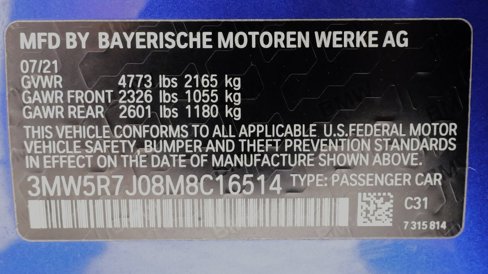 MFD BY BAYERISCHE MOTOREN WERKE AG
07/21
GVWR 4773 lbs 2165 kg
GAWR FRONT 2326 lbs 1055 kg
GAWR REAR 2601 lbs 1180 kg
THIS VEHICLE CONFORMS TO ALL APPLICABLE U.S.FEDERAL MOTOR
VEHICLE SAFETY, BUMPER AND THEFT PREVENTION STANDARDS
IN EFFECT ON THE DATE OF MANUFACTURE SHOWN ABOVE.
3MW5R7J08M8C16514 TYPE: PASSENGER CAR
C31
7 315 814